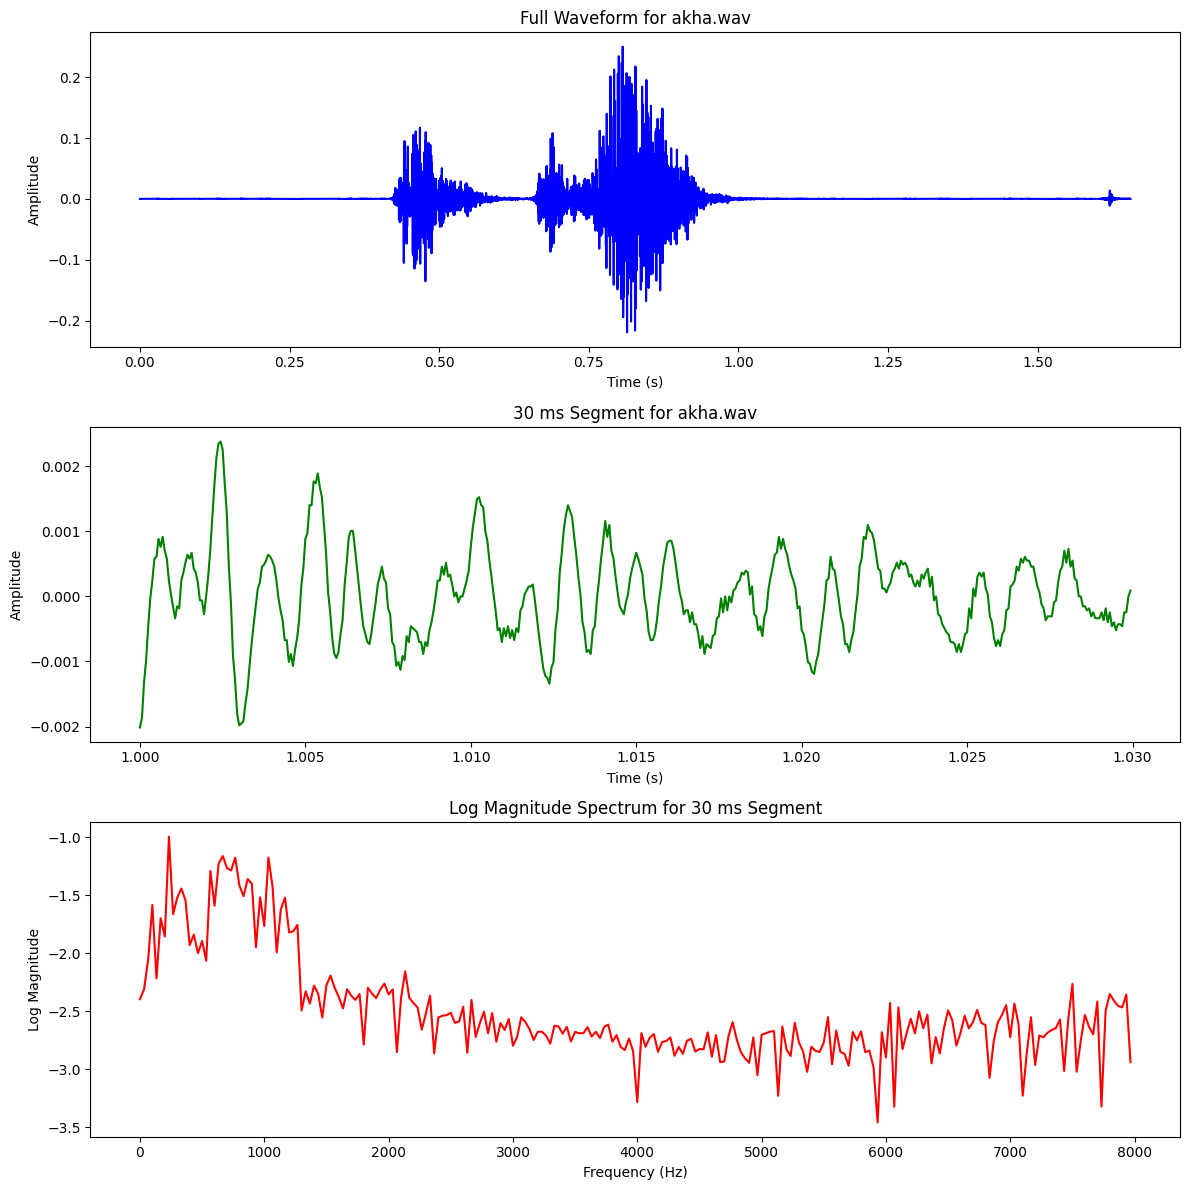 Full Waveform for akha.wav
Amplitude
0.2
0.1
0.0
−0.1
−0.2
0.00 0.25 0.50 0.75 1.00 1.25 1.50
Time (s)
30 ms Segment for akha.wav
Amplitude
0.002
0.001
0.000
−0.001
−0.002
1.000 1.005 1.010 1.015 1.020 1.025 1.030
Time (s)
Log Magnitude Spectrum for 30 ms Segment
Log Magnitude
−1.0
−1.5
−2.0
−2.5
−3.0
−3.5
0 1000 2000 3000 4000 5000 6000 7000 8000
Frequency (Hz)